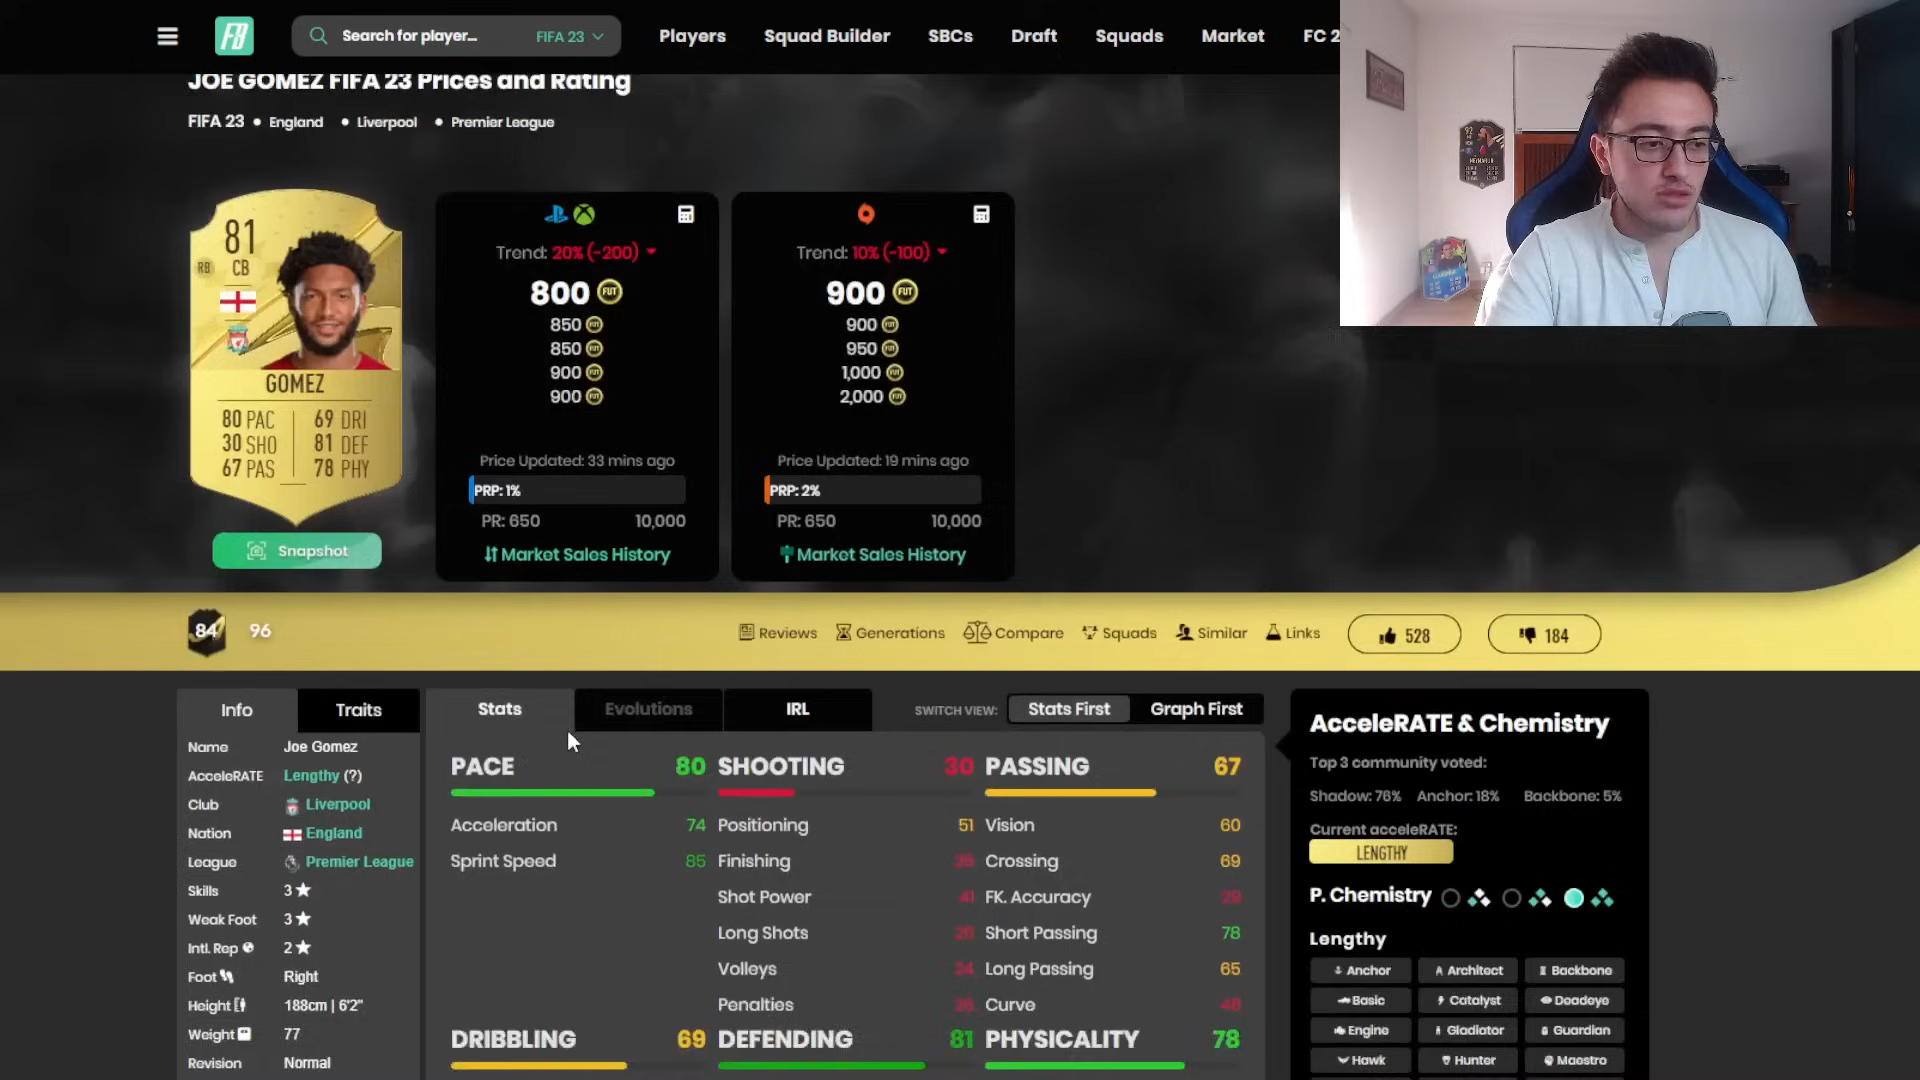 FB
Search for player...
FIFA 23
Players
Squad Builder
SBCs
Draft
Squads
Market
FC 2
JOE GOMEZ FIFA 23 Prices and Rating
FIFA 23 • England • Liverpool • Premier League
81
RB CB
GOMEZ
80 PAC 69 DRI
30 SHO 81 DEF
67 PAS 78 PHY
Snapshot
Trend: 20% (-200)
800 FUT
850
850
900
900
Price Updated: 33 mins ago
PRP: 1%
PR: 650 10,000
Market Sales History
Trend: 10% (-100)
900 FUT
900
950
1,000
2,000
Price Updated: 19 mins ago
PRP: 2%
PR: 650 10,000
Market Sales History
92
NEYMAR JR
84 96
Reviews
Generations
Compare
Squads
Similar
Links
528
184
Info
Traits
Name Joe Gomez
AcceleRATE Lengthy (?)
Club Liverpool
Nation England
League Premier League
Skills 3
Weak Foot 3
Intl. Rep 2
Foot Right
Height 188cm | 6'2"
Weight 77
Revision Normal
Stats
Evolutions
IRL
SWITCH VIEW:
Stats First
Graph First
PACE 80
Acceleration 74
Sprint Speed 85
SHOOTING 30
Positioning 51
Finishing
Shot Power 41
Long Shots
Volleys
Penalties
PASSING 67
Vision 60
Crossing 69
FK. Accuracy 29
Short Passing 78
Long Passing 65
Curve
DRIBBLING 69
DEFENDING 81
PHYSICALITY 78
AcceleRATE & Chemistry
Top 3 community voted:
Shadow: 76% Anchor: 18% Backbone: 5%
Current acceleRATE:
LENGTHY
P. Chemistry
Lengthy
Anchor
Architect
Backbone
Basic
Catalyst
Deadeye
Engine
Gladiator
Guardian
Hawk
Hunter
Maestro